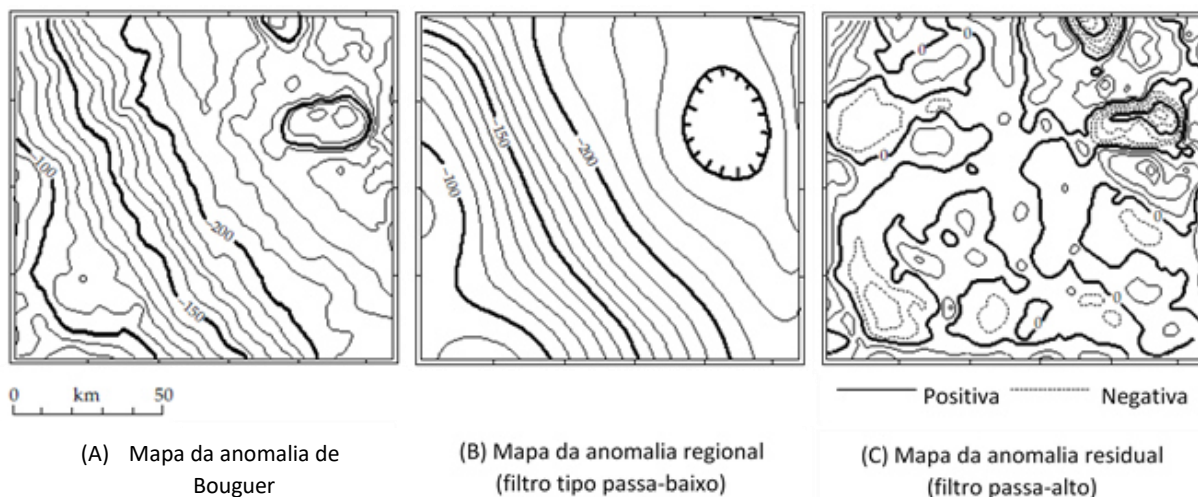 -100
-200
-150
-100
-150
-200
0
0
0
0
0
0
0
0 km 50
Positiva Negativa
(A) Mapa da anomalia de
Bouguer
(B) Mapa da anomalia regional
(filtro tipo passa-baixo)
(C) Mapa da anomalia residual
(filtro passa-alto)